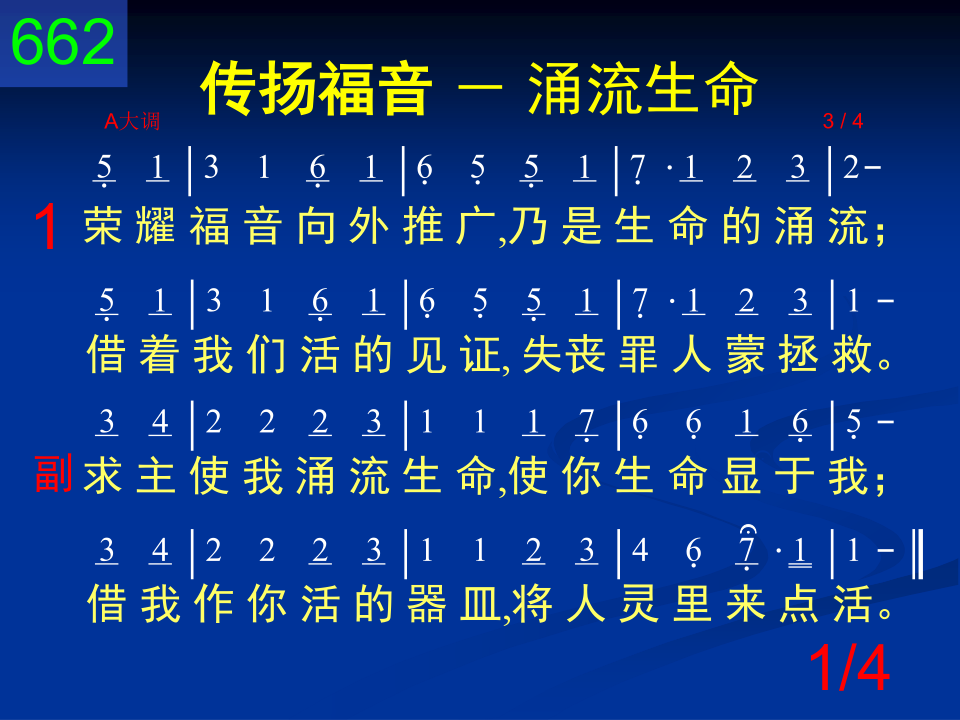 662
传扬福音 － 涌流生命
A大调 3 / 4
5̣ 1 | 3 1 6̣ 1 | 6̣ 5̣ 5̣ 1 | 7̣ · 1 2 3 | 2 –
1 荣耀福音向外推广,乃是生命的涌流；
5̣ 1 | 3 1 6̣ 1 | 6̣ 5̣ 5̣ 1 | 7̣ · 1 2 3 | 1 –
借着我们活的见证,失丧罪人蒙拯救。
3 4 | 2 2 2 3 | 1 1 1 7̣ | 6̣ 6̣ 1 6̣ | 5̣ –
副 求主使我涌流生命,使你生命显于我；
3 4 | 2 2 2 3 | 1 1 2 3 | 4 6̣ 7̣ · 1 | 1 – ‖
借我作你活的器皿,将人灵里来点活。
1/4